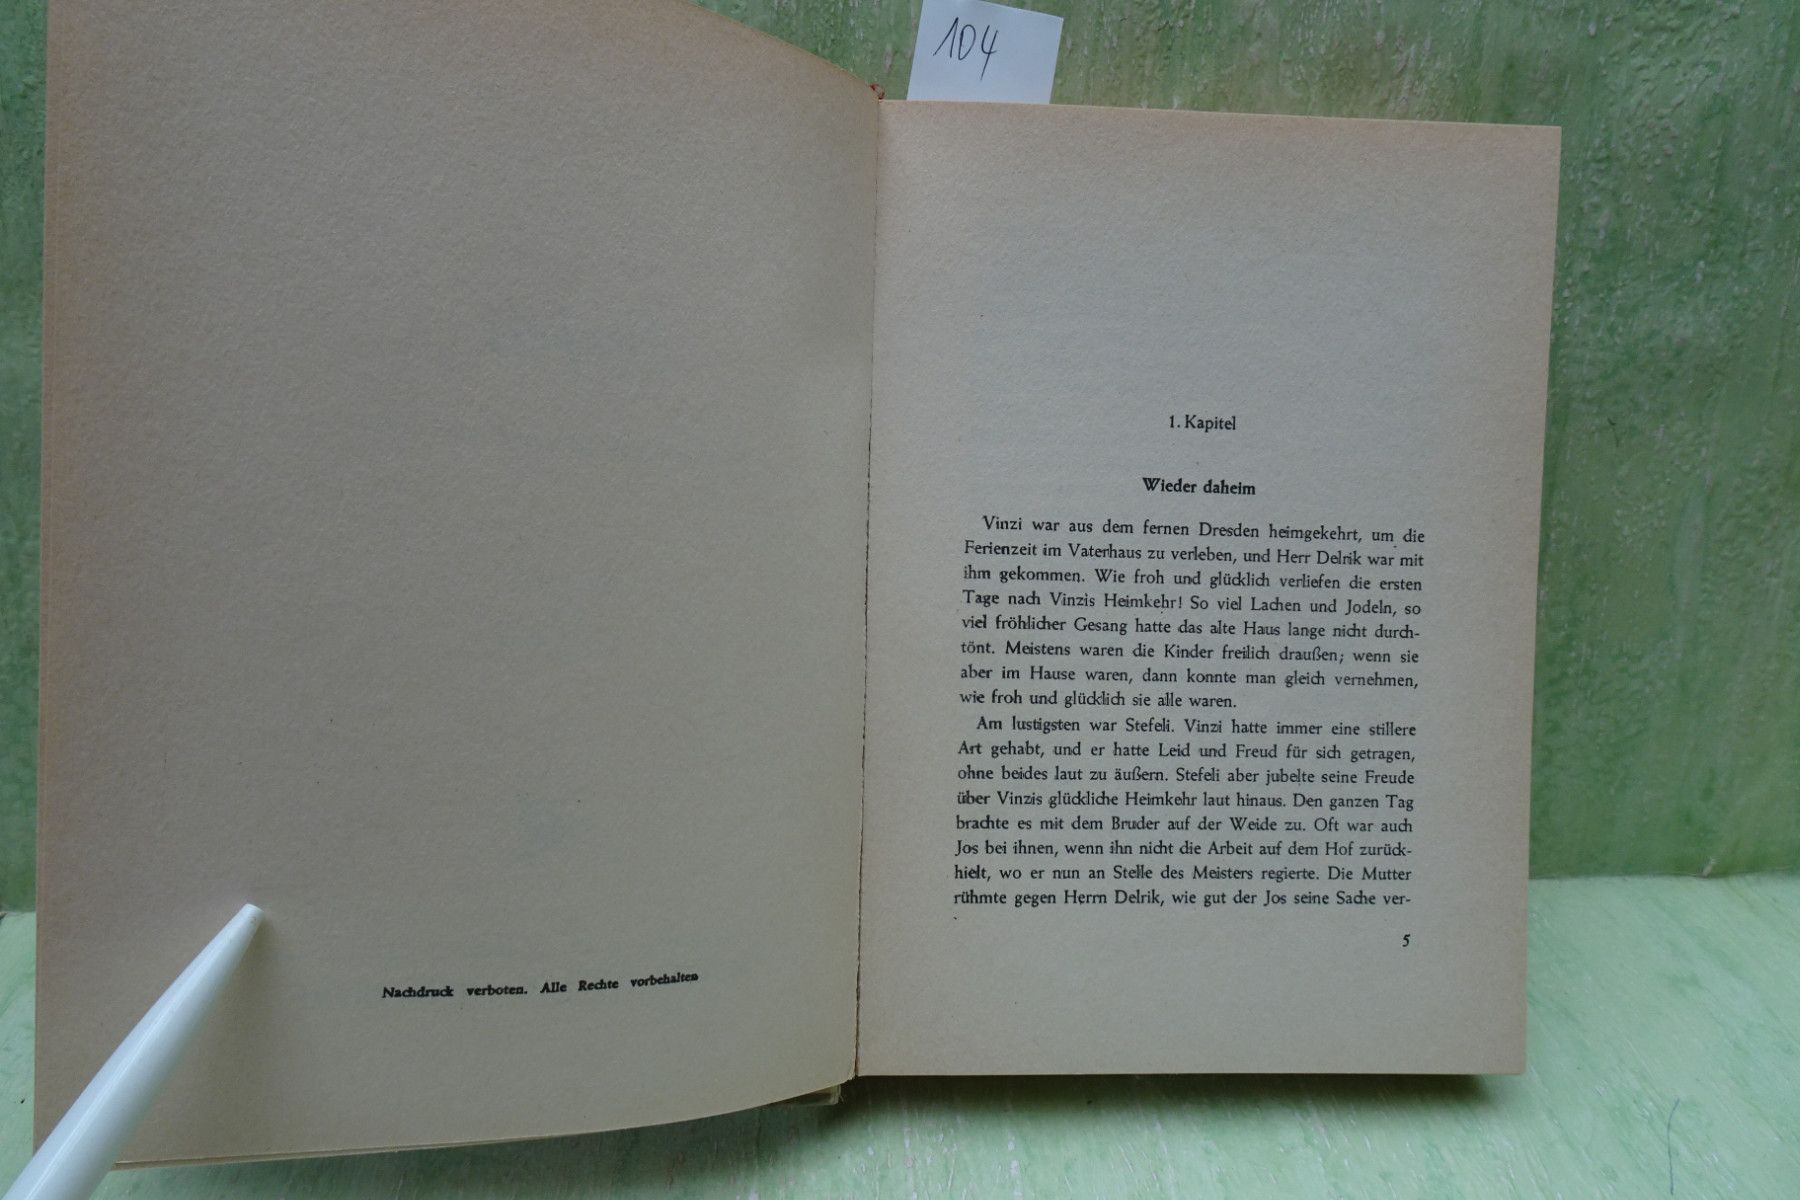 104
Nachdruck verboten. Alle Rechte vorbehalten
1. Kapitel
Wieder daheim
Vinzi war aus dem fernen Dresden heimgekehrt, um die
Ferienzeit im Vaterhaus zu verleben, und Herr Delrik war mit
ihm gekommen. Wie froh und glücklich verliefen die ersten
Tage nach Vinzis Heimkehr! So viel Lachen und Jodeln, so
viel fröhlicher Gesang hatte das alte Haus lange nicht durch-
tönt. Meistens waren die Kinder freilich draußen; wenn sie
aber im Hause waren, dann konnte man gleich vernehmen,
wie froh und glücklich sie alle waren.
Am lustigsten war Stefeli. Vinzi hatte immer eine stillere
Art gehabt, und er hatte Leid und Freud für sich getragen,
ohne beides laut zu äußern. Stefeli aber jubelte seine Freude
über Vinzis glückliche Heimkehr laut hinaus. Den ganzen Tag
brachte es mit dem Bruder auf der Weide zu. Oft war auch
Jos bei ihnen, wenn ihn nicht die Arbeit auf dem Hof zurück-
hielt, wo er nun an Stelle des Meisters regierte. Die Mutter
rühmte gegen Herrn Delrik, wie gut der Jos seine Sache ver-
5